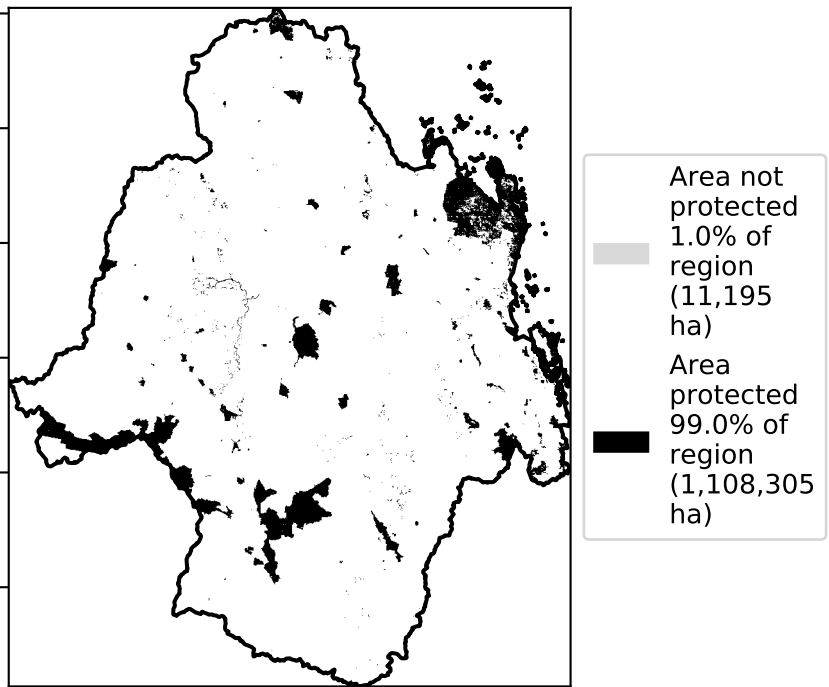 Area not
protected
1.0% of
region
(11,195
ha)
Area
protected
99.0% of
region
(1,108,305
ha)